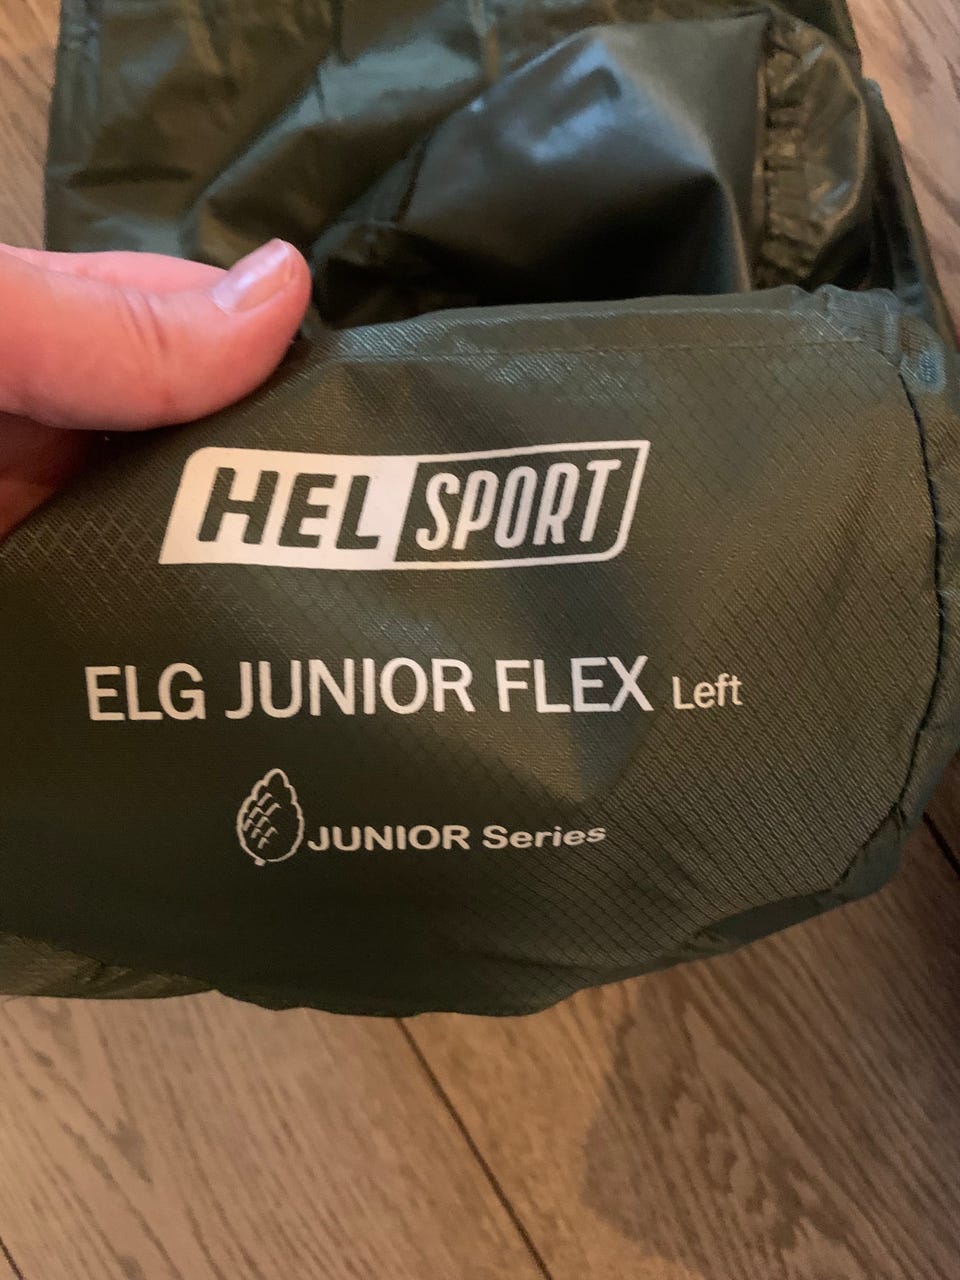 HEL SPORT
ELG JUNIOR FLEX Left
JUNIOR Series